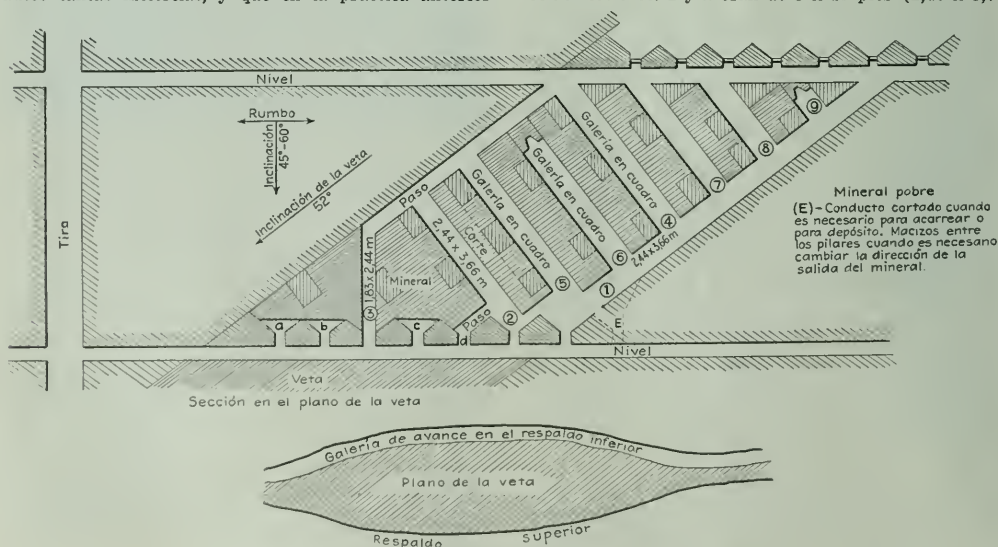 Nivel
Rumbo
Inclinación
45°-60°
Inclinación de la veta
52°
Tiro
Paso
Galería en cuadro
Galería en cuadro
Galería en cuadro
Corte
2,44 x 3,66 m
Mineral
③ 1,83 x 2,44 m
Paso
a
b
c
d
②
⑤
⑥
①
④
2,44 x 3,66 m
⑦
⑧
⑨
E
Mineral pobre
(E)-Conducto cortado cuando
es necesario para acarrear o
para depósito. Macizos entre
los pilares cuando es necesario
cambiar la dirección de la
salida del mineral.
Nivel
Veta
Sección en el plano de la veta
Galería de avance en el respaldo inferior
Plano de la veta
Respaldo Superior